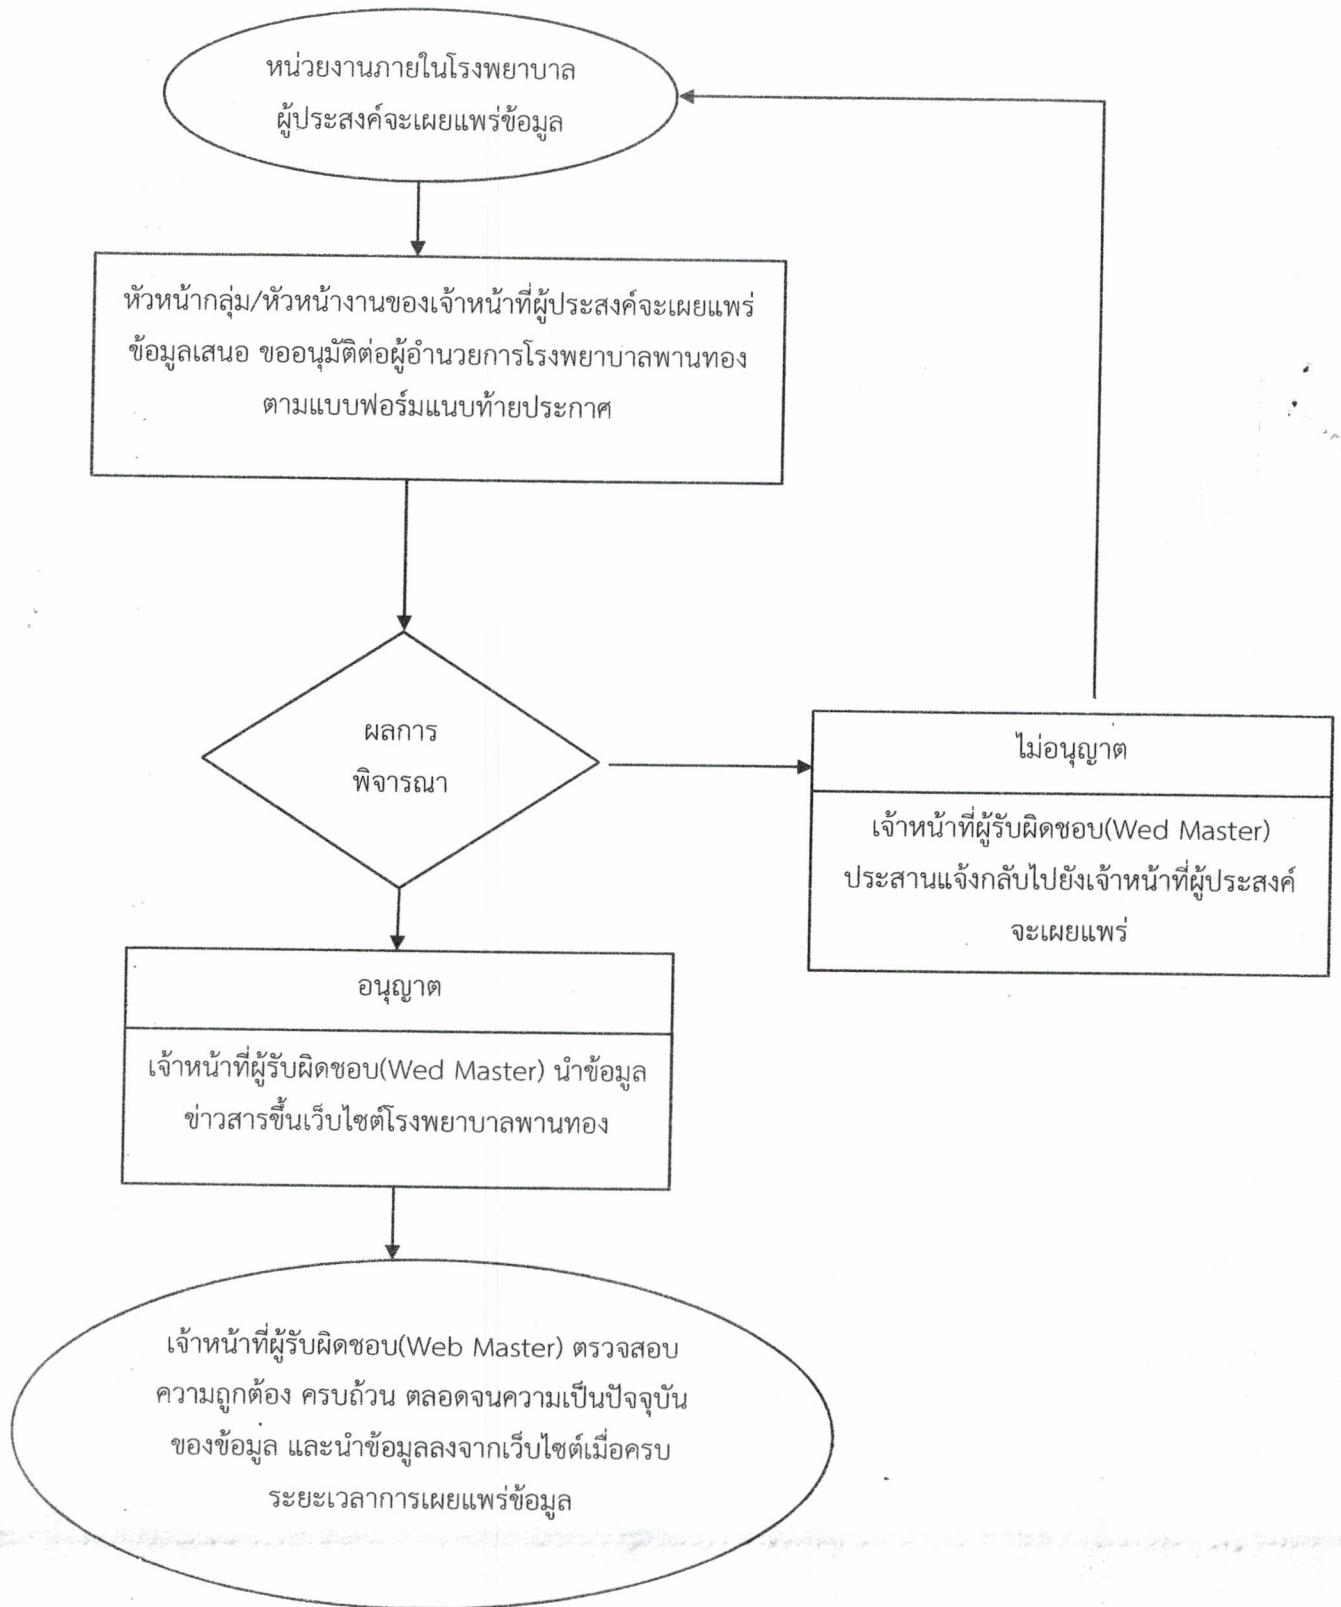 หน่วยงานภายในโรงพยาบาล
ผู้ประสงค์จะเผยแพร่ข้อมูล
หัวหน้ากลุ่ม/หัวหน้างานของเจ้าหน้าที่ผู้ประสงค์จะเผยแพร่
ข้อมูลเสนอ ขออนุมัติต่อผู้อำนวยการโรงพยาบาลพานทอง
ตามแบบฟอร์มแนบท้ายประกาศ
ผลการ
พิจารณา
ไม่อนุญาต
เจ้าหน้าที่ผู้รับผิดชอบ(Wed Master)
ประสานแจ้งกลับไปยังเจ้าหน้าที่ผู้ประสงค์
จะเผยแพร่
อนุญาต
เจ้าหน้าที่ผู้รับผิดชอบ(Wed Master) นำข้อมูล
ข่าวสารขึ้นเว็บไซต์โรงพยาบาลพานทอง
เจ้าหน้าที่ผู้รับผิดชอบ(Web Master) ตรวจสอบ
ความถูกต้อง ครบถ้วน ตลอดจนความเป็นปัจจุบัน
ของข้อมูล และนำข้อมูลลงจากเว็บไซต์เมื่อครบ
ระยะเวลาการเผยแพร่ข้อมูล